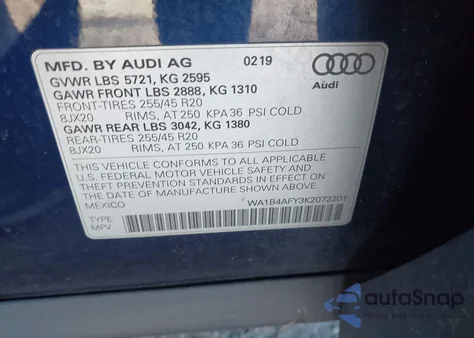 MFD. BY AUDI AG 0219
GVWR LBS 5721, KG 2595
GAWR FRONT LBS 2888, KG 1310
FRONT-TIRES 255/45 R20
8JX20 RIMS, AT 250 KPA 36 PSI COLD
GAWR REAR LBS 3042, KG 1380
REAR-TIRES 255/45 R20
8JX20 RIMS, AT 250 KPA 36 PSI COLD
Audi
THIS VEHICLE CONFORMS TO ALL APPLICABLE
U.S. FEDERAL MOTOR VEHICLE SAFETY AND
THEFT PREVENTION STANDARDS IN EFFECT ON
THE DATE OF MANUFACTURE SHOWN ABOVE.
MEXICO WA1B4AFY3K2072201
TYPE:
MPV
autoSnap